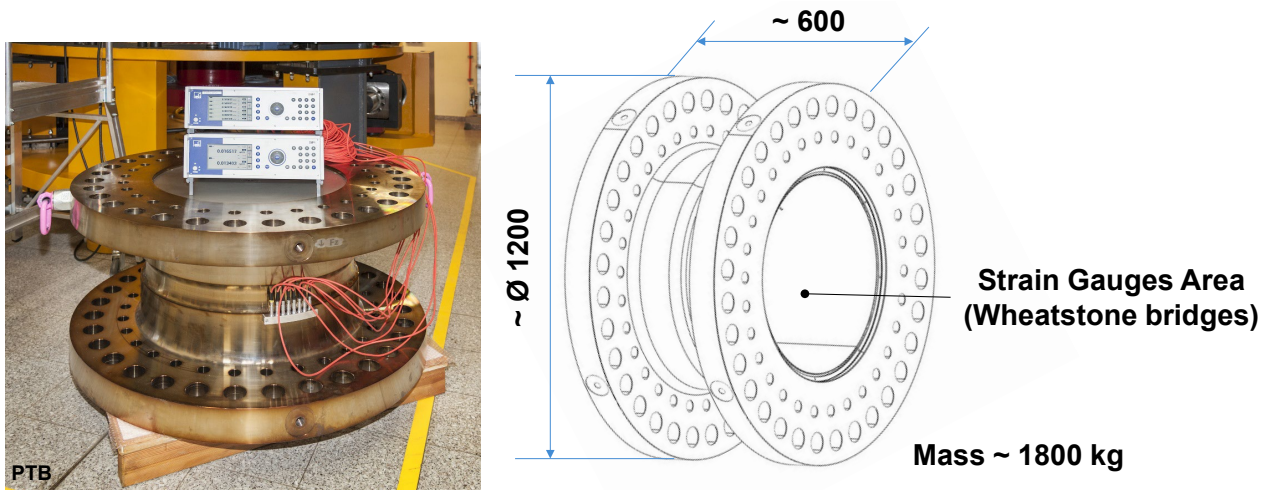 ~ 600
~ Ø 1200
Strain Gauges Area
(Wheatstone bridges)
Mass ~ 1800 kg
PTB